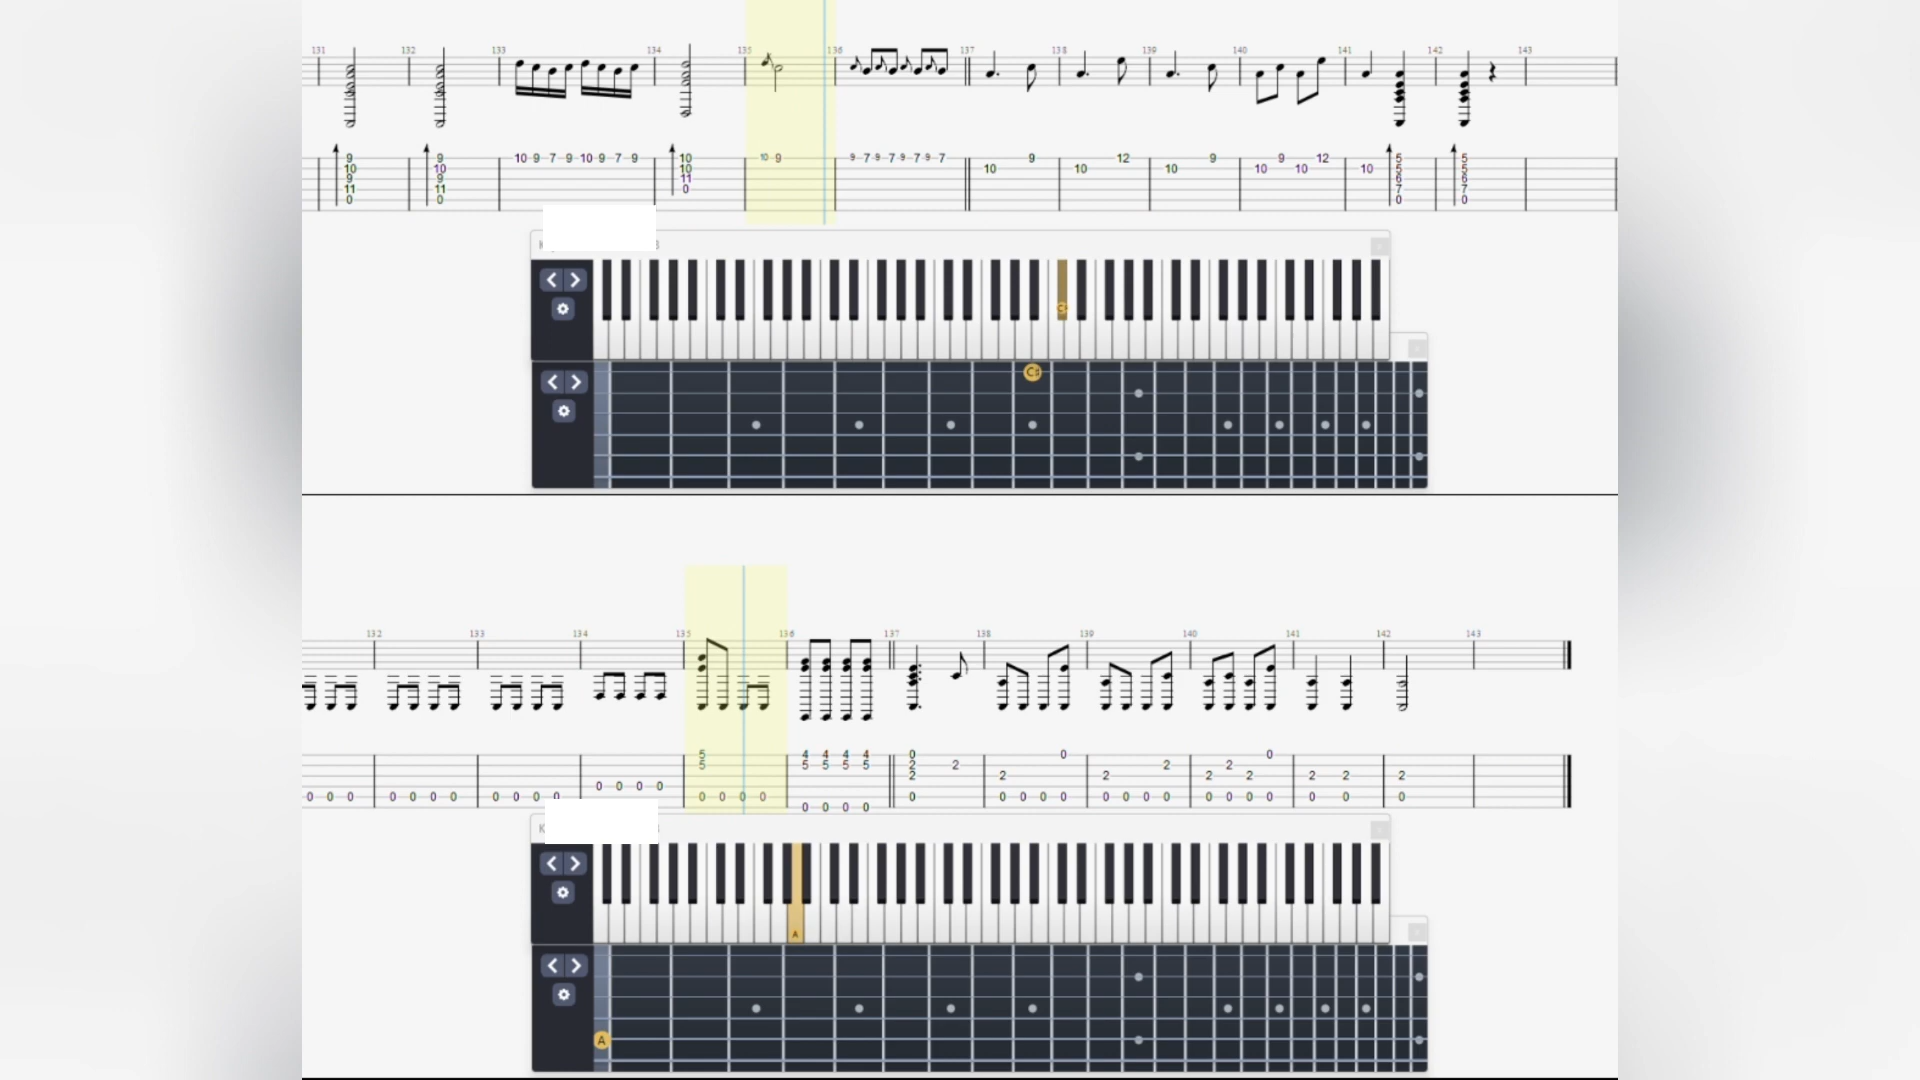 131 132 133 134 135 136 137 138 139 140 141 142 143
9 9 10 9 7 9 10 9 7 9 10 10 9 9 7 9 7 9 7 9 7 9 12 9 9 12 5 5
10 10 10 10 10 10 10 10 10 5 5
9 9 11 6 6
11 11 0 7 7
0 0 0 0
C♯
C♯
132 133 134 135 136 137 138 139 140 141 142 143
5 4 4 4 4 0 0 0
5 5 5 5 5 2 2 2 2
0 0 0 0 2 2 2 2 2 2 2 2
0 0 0 0 0 0 0 0 0 0 0 0 0 0 0 0 0 0 0 0 0 0 0 0 0 0 0 0 0 0 0
0 0 0 0
A
A